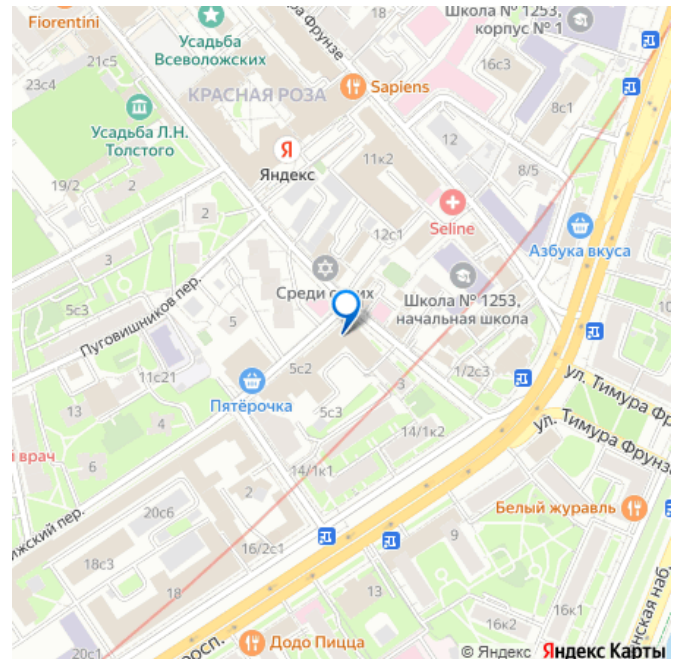 Fiorentini
23с4
21с5
Усадьба
Всеволожских
Фрунзе
18
Школа № 1253,
корпус № 1
16с3
8с1
КРАСНАЯ РОЗА
Sapiens
Усадьба Л.Н.
Толстого
Яндекс
11к2
12
8/5
19/2
2
2
Seline
12с1
Азбука вкуса
3
Пуговишников пер.
5с3
5
Школа № 1253,
начальная школа
11с21
5с2
3
1/2с3
Пятёрочка
5с3
13
14/1к2
ул. Тимура
ул. Тимура Фрунзе
врач
6
4
14/1к1
2
20с6
Белый журавль
16/2с1
9
18с3
18
13
16к2
16к1
20с1
Додо Пицца
© Яндекс Яндекс Карты